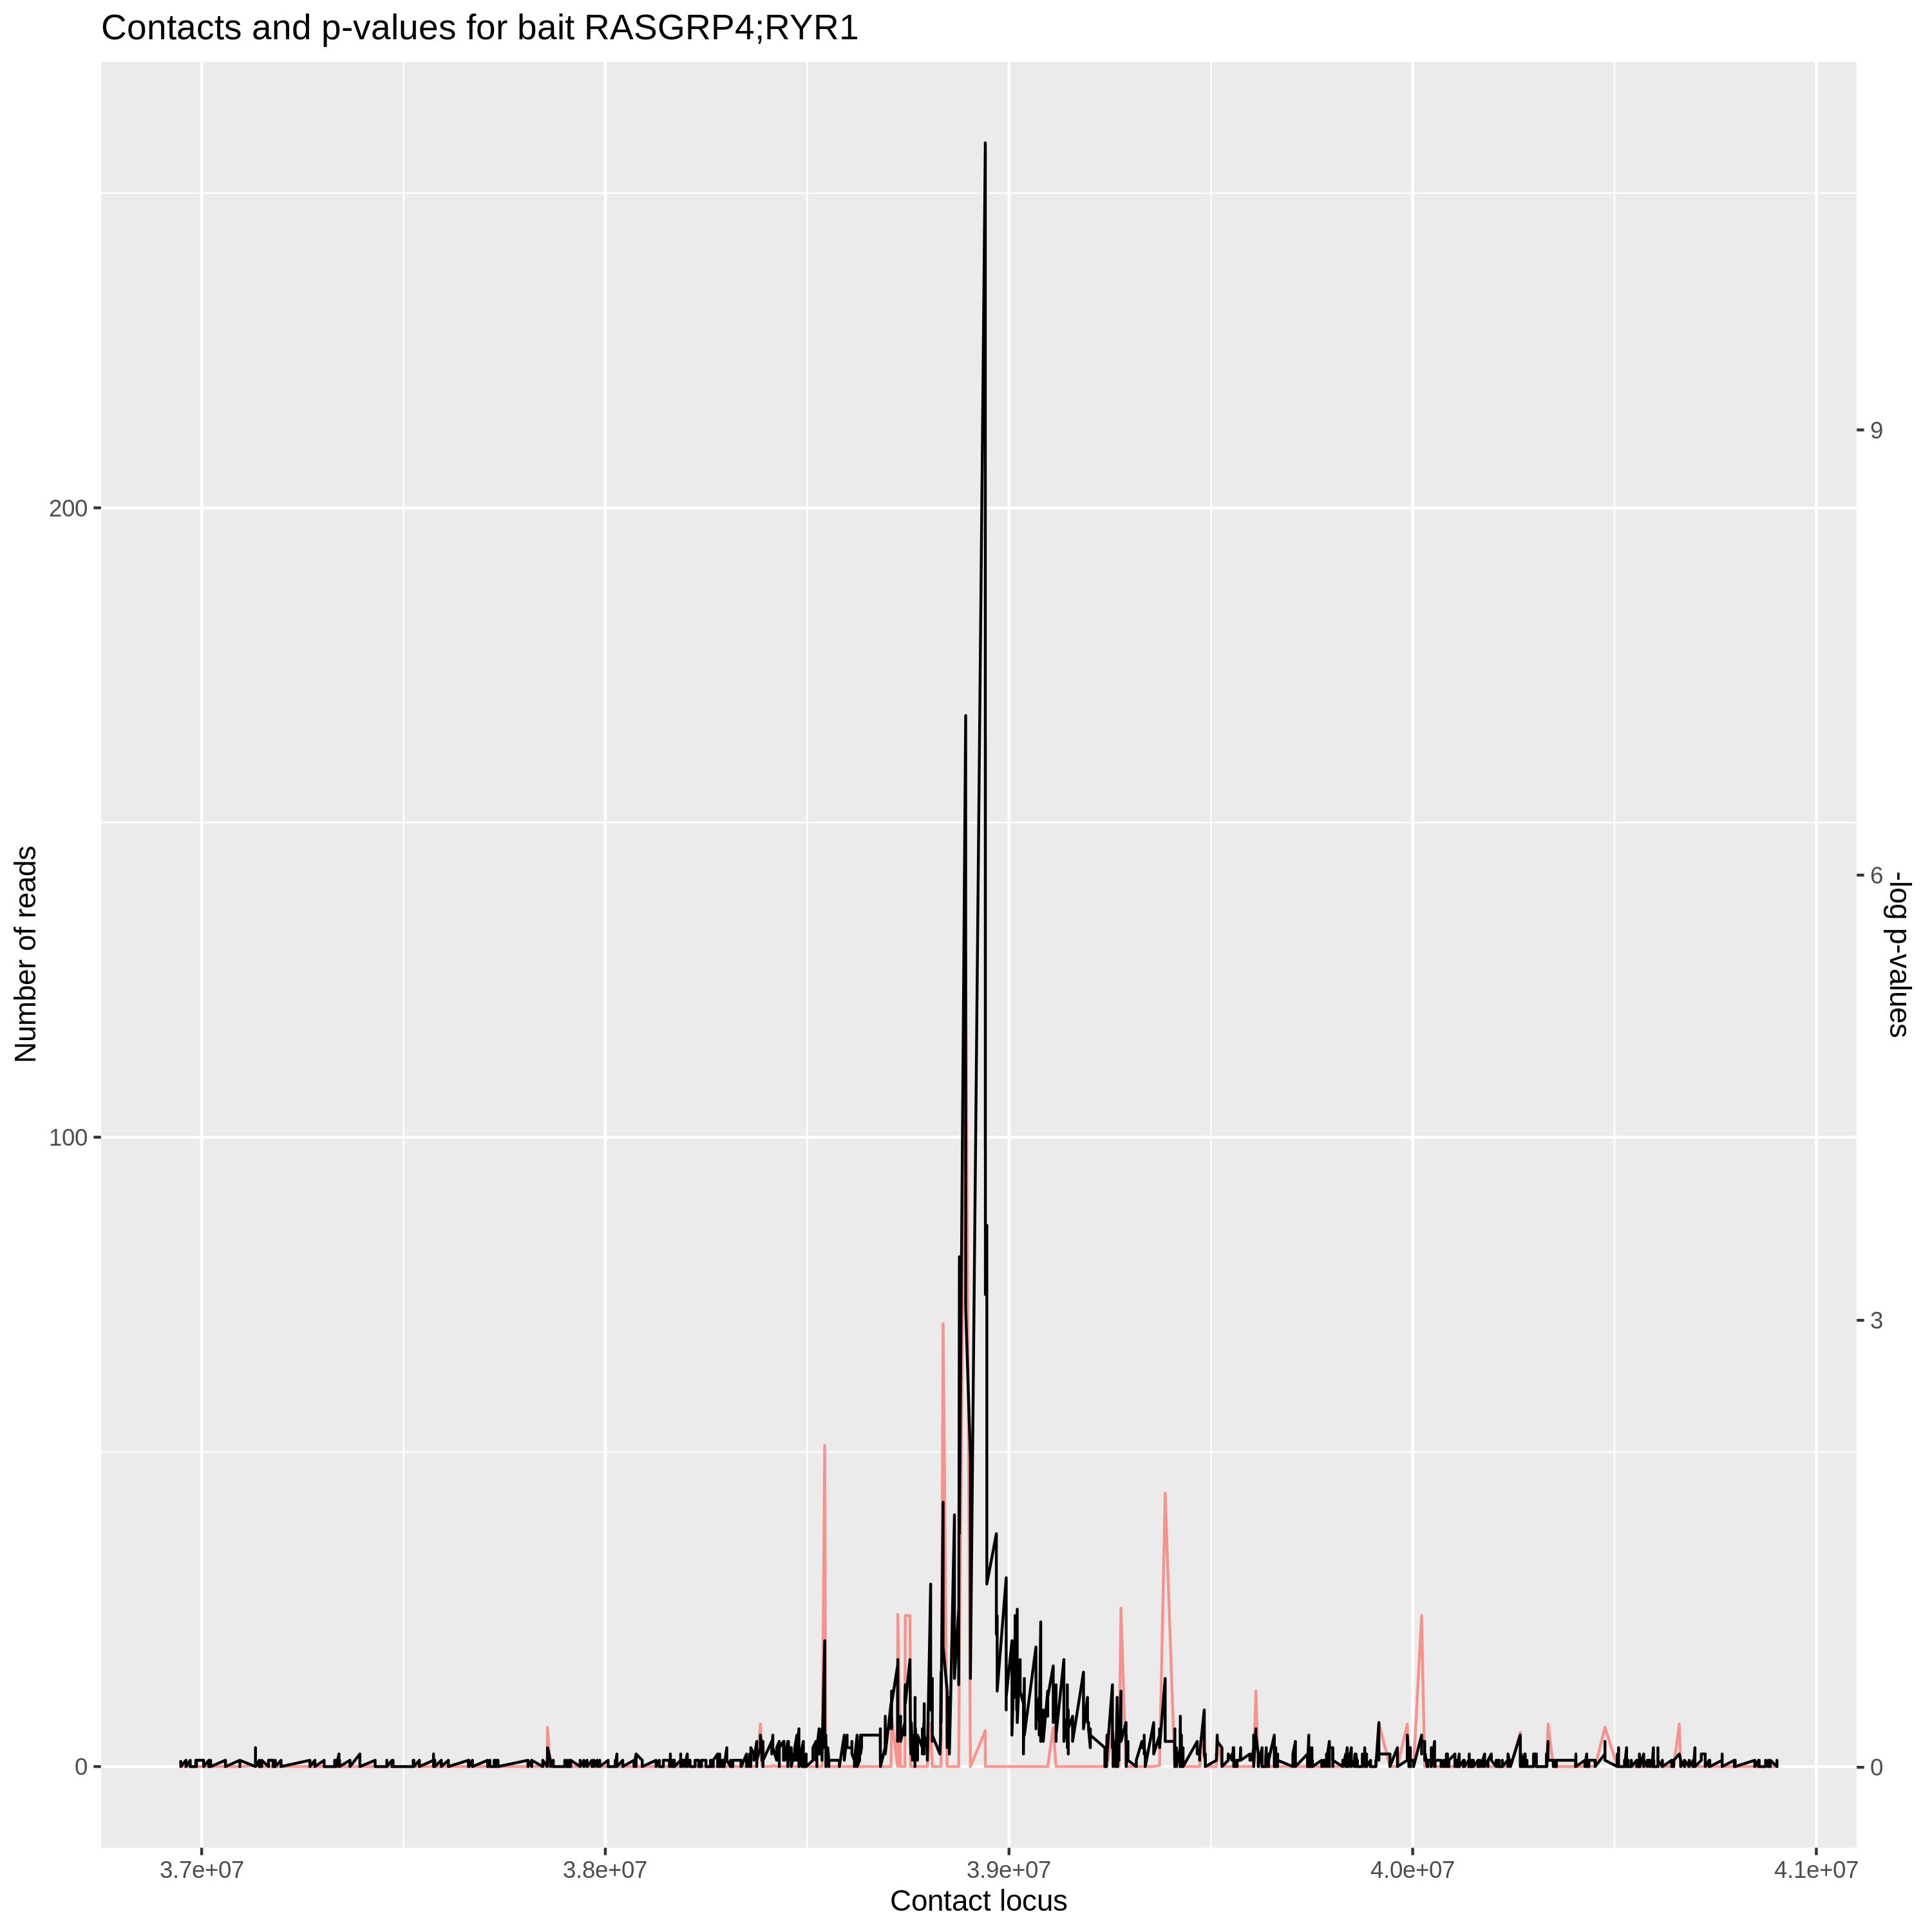 Contacts and p-values for bait RASGRP4;RYR1
Number of reads
200
100
0
9
6
3
0
-log p-values
3.7e+07
3.8e+07
3.9e+07
4.0e+07
4.1e+07
Contact locus